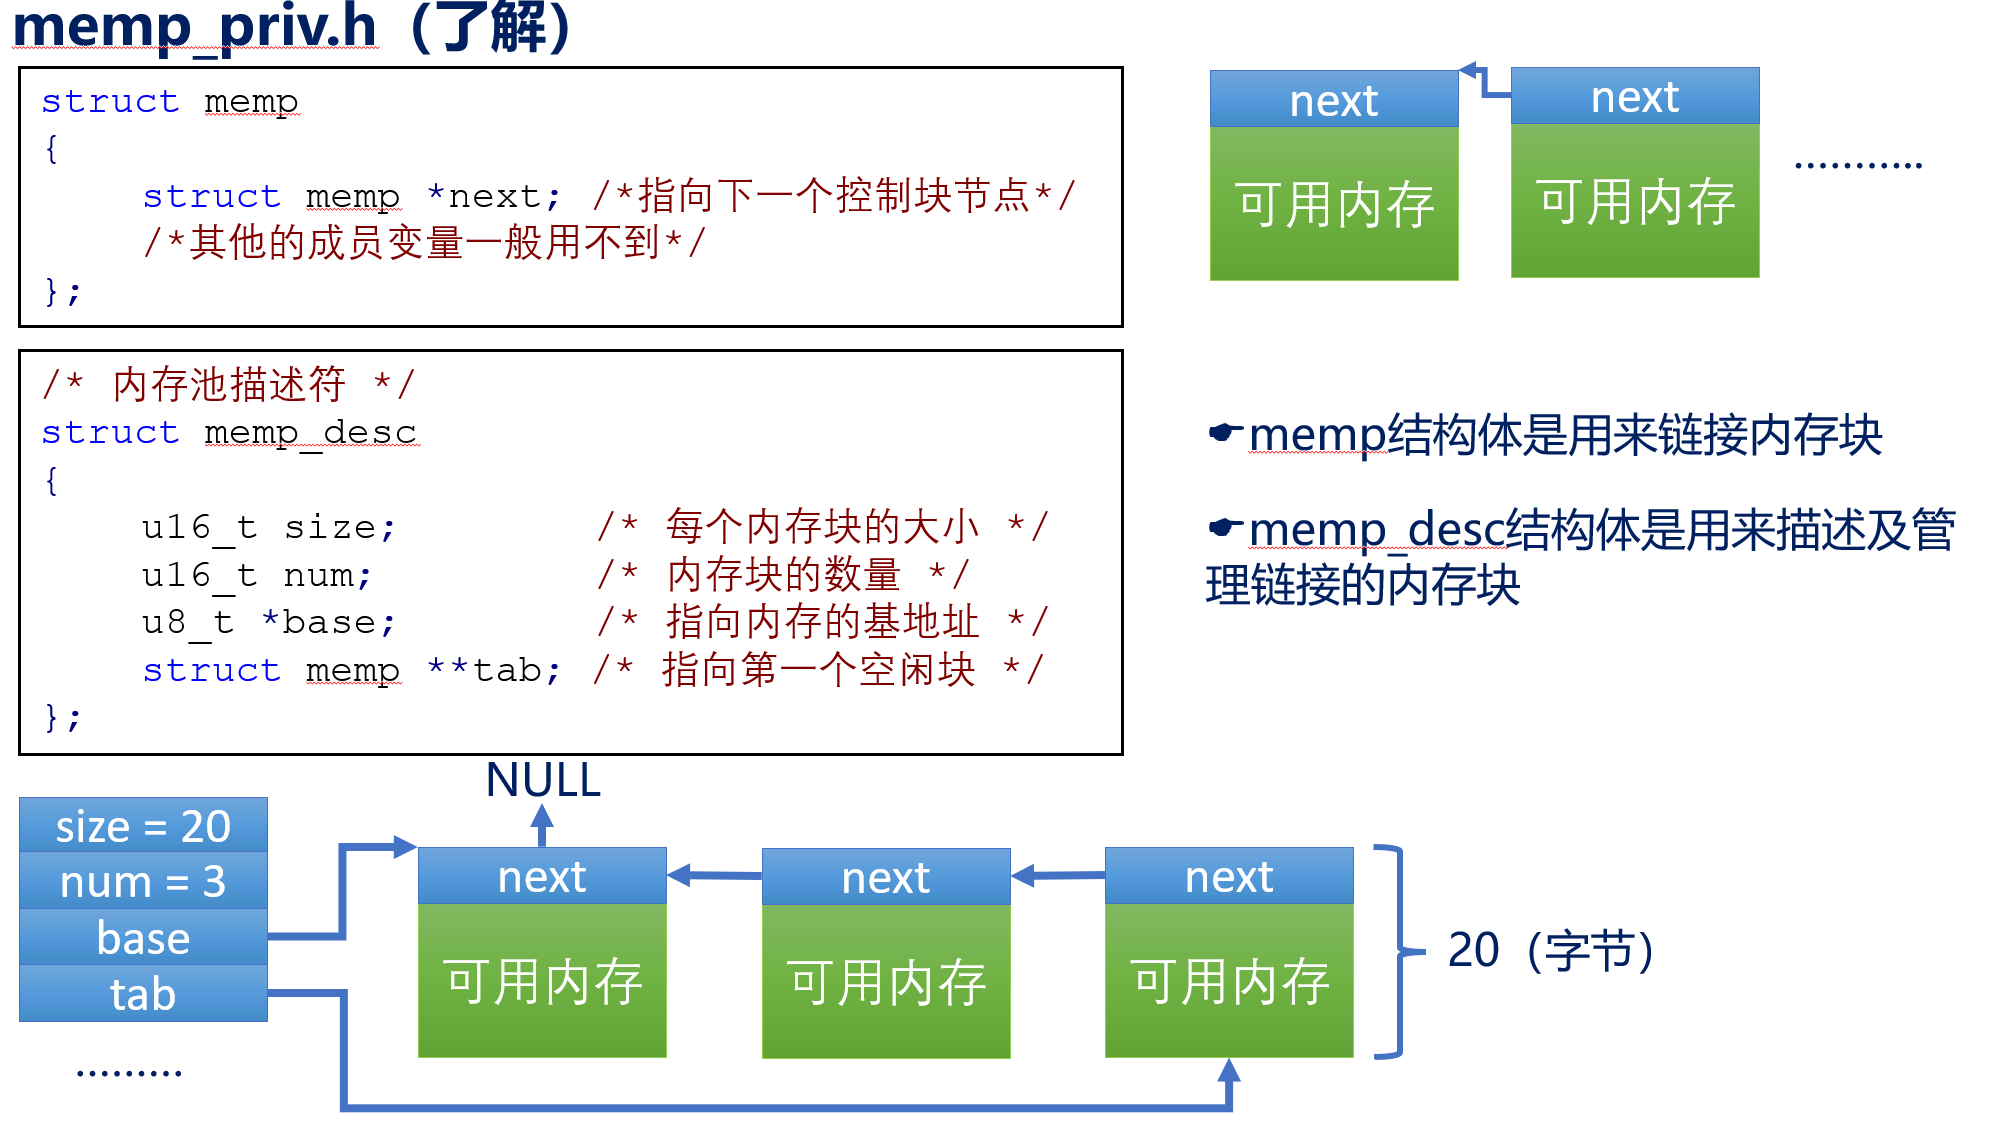 memp_priv.h（了解）
struct memp
{
struct memp *next; /*指向下一个控制块节点*/
/*其他的成员变量一般用不到*/
};
next
next
可用内存
可用内存
...........
/* 内存池描述符 */
struct memp_desc
{
u16_t size; /* 每个内存块的大小 */
u16_t num; /* 内存块的数量 */
u8_t *base; /* 指向内存的基地址 */
struct memp **tab; /* 指向第一个空闲块 */
};
☛memp结构体是用来链接内存块
☛memp_desc结构体是用来描述及管
理链接的内存块
NULL
size = 20
num = 3
base
tab
.........
next
next
next
可用内存
可用内存
可用内存
20（字节）